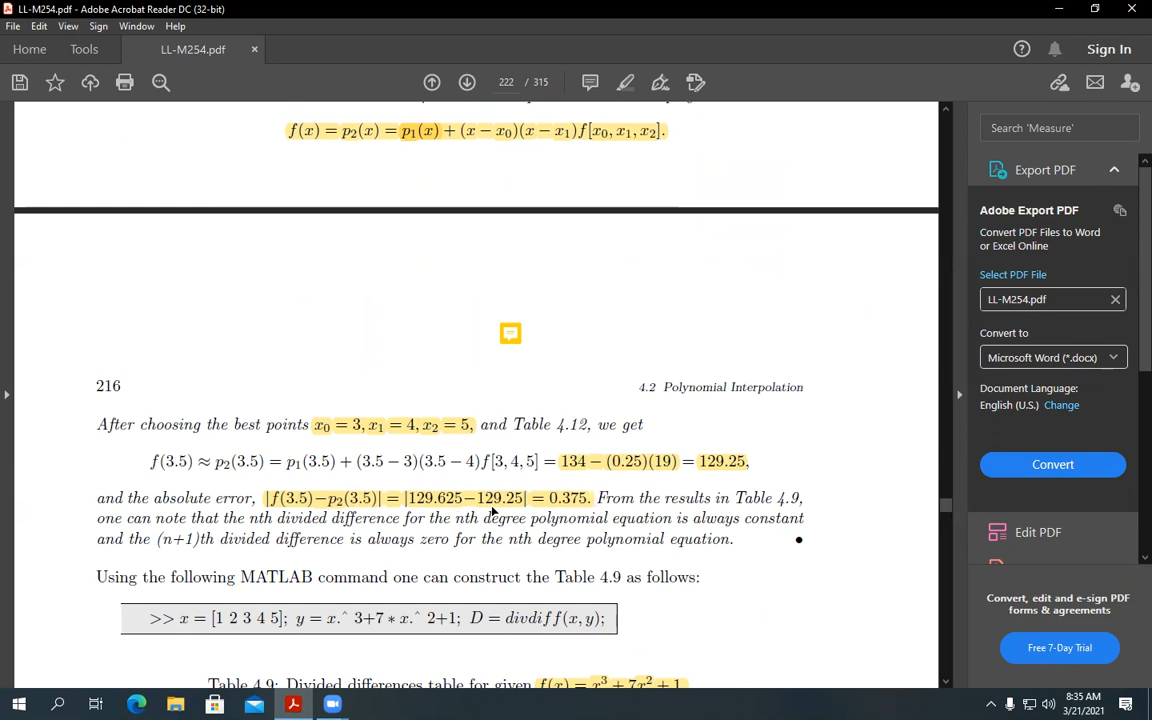 LL-M254.pdf - Adobe Acrobat Reader DC (32-bit)
File Edit View Sign Window Help
Home Tools LL-M254.pdf × Sign In
222 / 315
f(x) = p₂(x) = p₁(x) + (x − x₀)(x − x₁)f[x₀, x₁, x₂].
216 4.2 Polynomial Interpolation
After choosing the best points x₀ = 3, x₁ = 4, x₂ = 5, and Table 4.12, we get
f(3.5) ≈ p₂(3.5) = p₁(3.5) + (3.5 − 3)(3.5 − 4)f[3, 4, 5] = 134 − (0.25)(19) = 129.25,
and the absolute error, |f(3.5)−p₂(3.5)| = |129.625−129.25| = 0.375. From the results in Table 4.9,
one can note that the nth divided difference for the nth degree polynomial equation is always constant
and the (n+1)th divided difference is always zero for the nth degree polynomial equation. •
Using the following MATLAB command one can construct the Table 4.9 as follows:
>> x = [1 2 3 4 5]; y = x.^ 3+7 ∗ x.^ 2+1; D = divdiff(x, y);
Table 4.9: Divided differences table for given f(x) = x³ + 7x² + 1
Search 'Measure'
Export PDF
Adobe Export PDF
Convert PDF Files to Word
or Excel Online
Select PDF File
LL-M254.pdf
Convert to
Microsoft Word (*.docx)
Document Language:
English (U.S.) Change
Convert
Edit PDF
Convert, edit and e-sign PDF
forms & agreements
Free 7-Day Trial
8:35 AM
3/21/2021